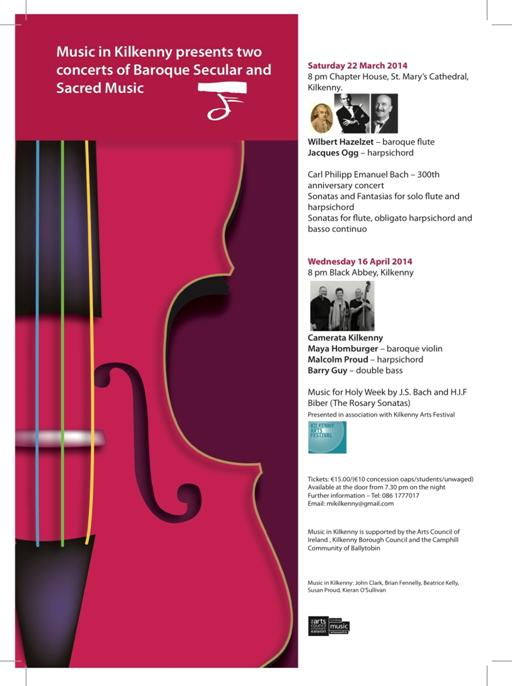 Music in Kilkenny presents two
concerts of Baroque Secular and
Sacred Music
Saturday 22 March 2014
8 pm Chapter House, St. Mary's Cathedral,
Kilkenny.
Wilbert Hazelzet – baroque flute
Jacques Ogg – harpsichord
Carl Philipp Emanuel Bach – 300th
anniversary concert
Sonatas and Fantasias for solo flute and
harpsichord
Sonatas for flute, obligato harpsichord and
basso continuo
Wednesday 16 April 2014
8 pm Black Abbey, Kilkenny
Camerata Kilkenny
Maya Homburger – baroque violin
Malcolm Proud – harpsichord
Barry Guy – double bass
Music for Holy Week by J.S. Bach and H.I.F
Biber (The Rosary Sonatas)
Presented in association with Kilkenny Arts Festival
KILKENNY
ARTS
FESTIVAL
Tickets: €15.00/(€10 concession oaps/students/unwaged)
Available at the door from 7.30 pm on the night
Further information – Tel: 086 1777017
Email: mikilkenny@gmail.com
Music in Kilkenny is supported by the Arts Council of
Ireland , Kilkenny Borough Council and the Camphill
Community of Ballytobin
Music in Kilkenny: John Clark, Brian Fennelly, Beatrice Kelly,
Susan Proud, Kieran O'Sullivan
arts
council
music